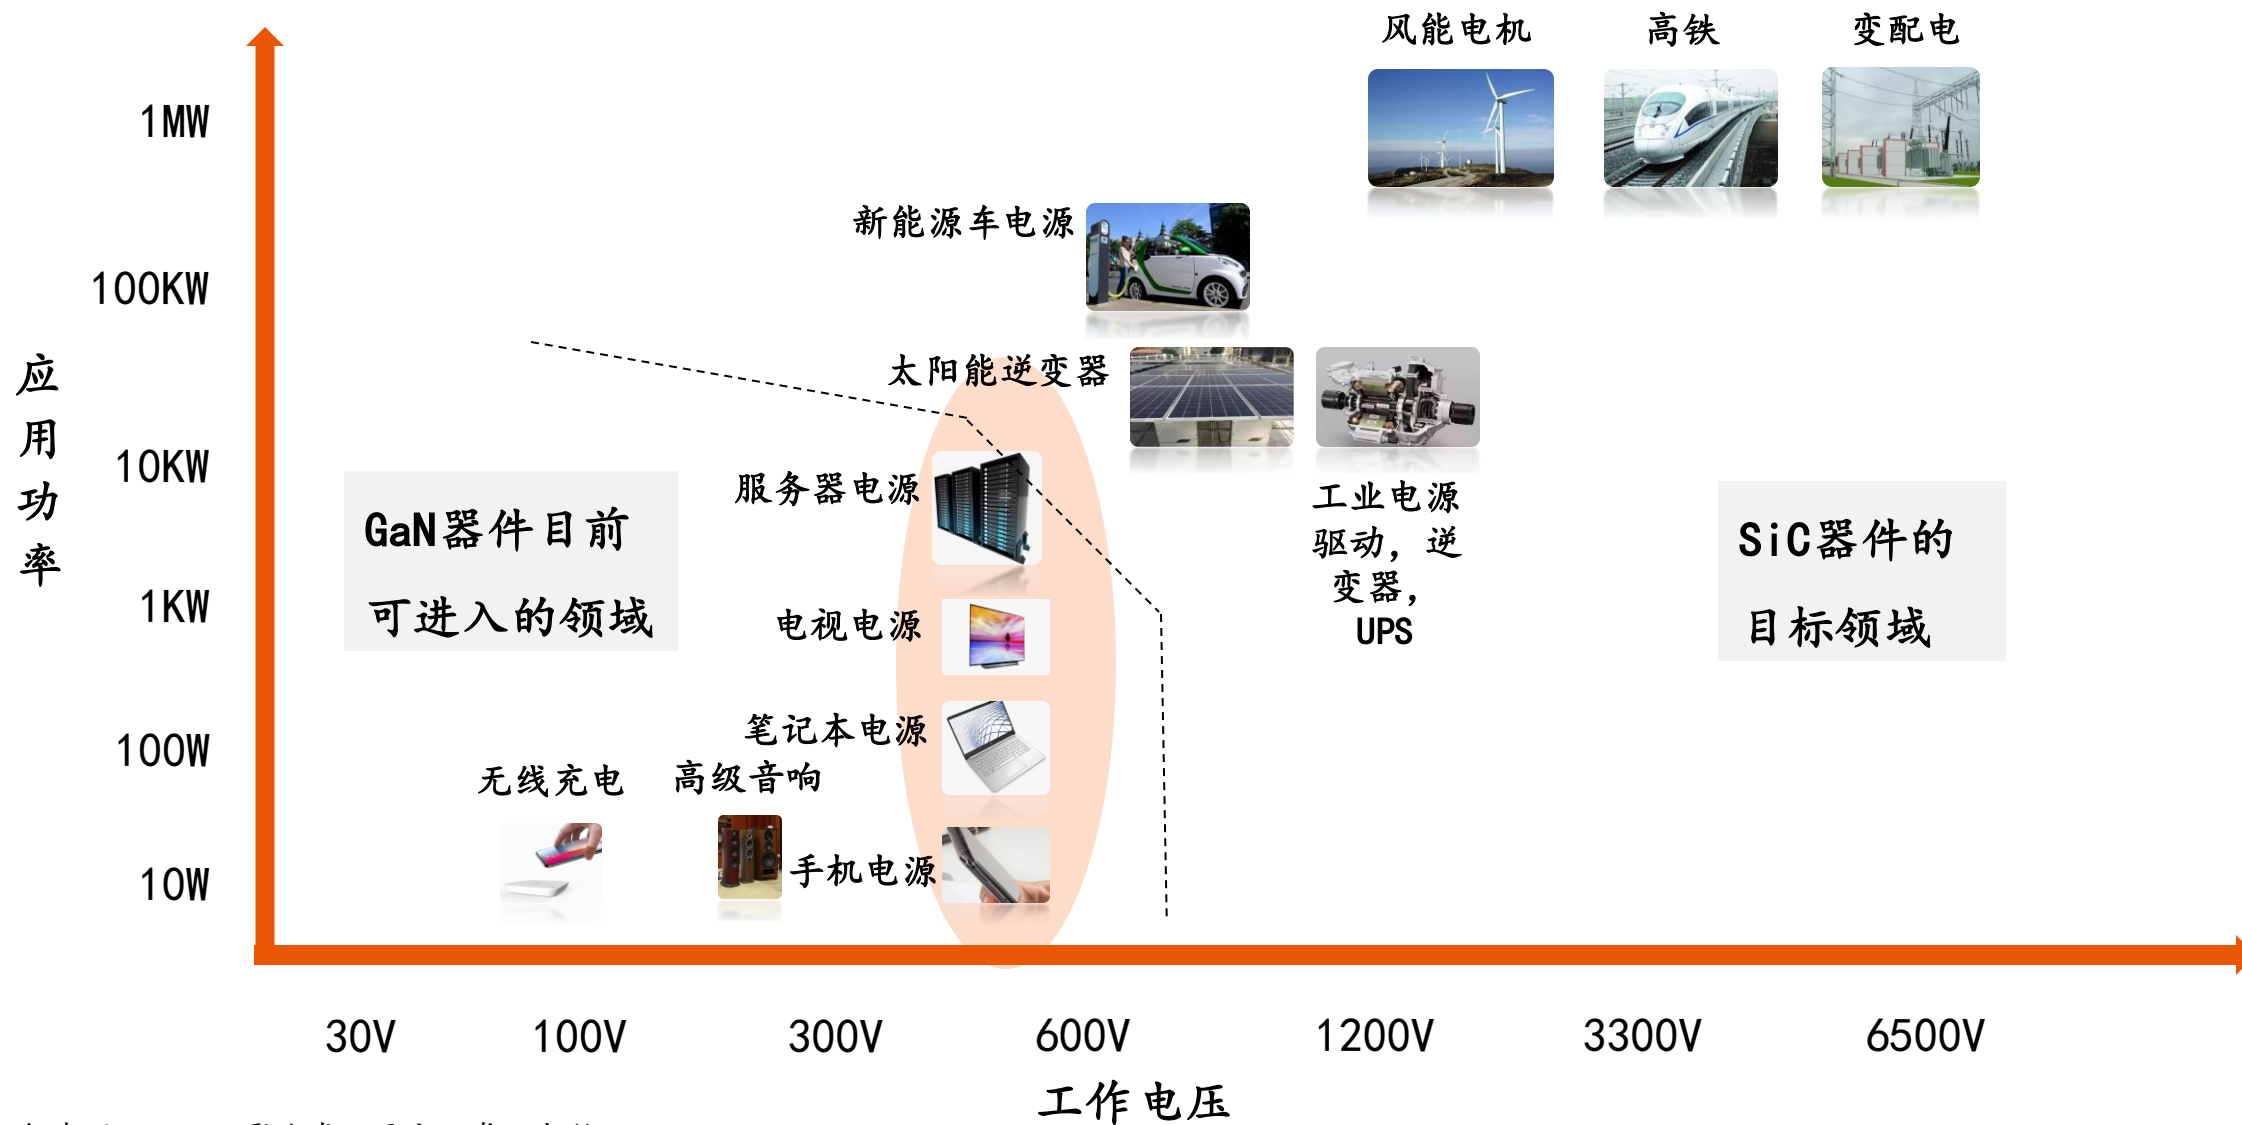 风能电机
高铁
变配电
1MW
新能源车电源
100KW
太阳能逆变器
应用功率
10KW
服务器电源
工业电源
驱动，逆
变器，
UPS
GaN器件目前
可进入的领域
SiC器件的
目标领域
1KW
电视电源
笔记本电源
100W
无线充电
高级音响
手机电源
10W
30V
100V
300V
600V
1200V
3300V
6500V
工作电压